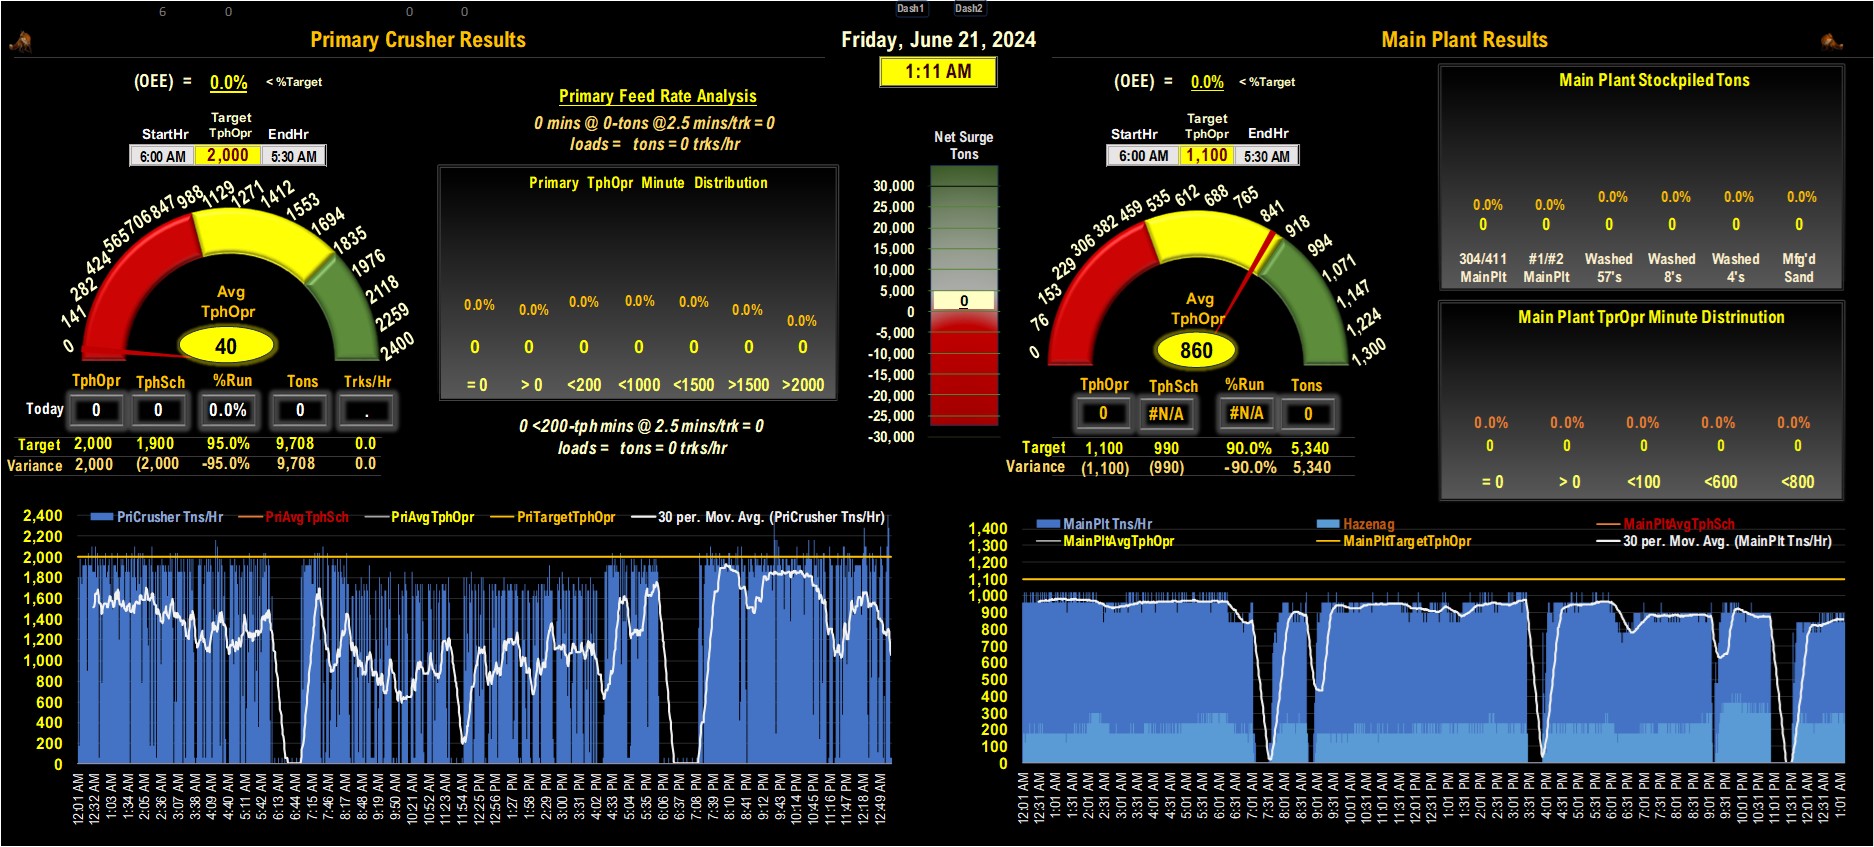 6 0 0 0 Dash1 Dash2
Primary Crusher Results
Friday, June 21, 2024
Main Plant Results
1:11 AM
(OEE) = 0.0% < %Target
Target
StartHr TphOpr EndHr
6:00 AM 2,000 5:30 AM
0 141 282 424 565 706 847 988 1129 1271 1412 1553 1694 1835 1976 2118 2259 2400
Avg
TphOpr
40
TphOpr TphSch %Run Tons Trks/Hr
Today 0 0 0.0% 0 .
Target 2,000 1,900 95.0% 9,708 0.0
Variance 2,000 (2,000 -95.0% 9,708 0.0
Primary Feed Rate Analysis
0 mins @ 0-tons @2.5 mins/trk = 0
loads = tons = 0 trks/hr
Primary TphOpr Minute Distribution
0.0% 0.0% 0.0% 0.0% 0.0% 0.0% 0.0%
0 0 0 0 0 0 0
= 0 > 0 <200 <1000 <1500 >1500 >2000
0 <200-tph mins @ 2.5 mins/trk = 0
loads = tons = 0 trks/hr
Net Surge
Tons
30,000
25,000
20,000
15,000
10,000
5,000
0
0
-5,000
-10,000
-15,000
-20,000
-25,000
-30,000
(OEE) = 0.0% < %Target
Target
StartHr TphOpr EndHr
6:00 AM 1,100 5:30 AM
0 76 153 229 306 382 459 535 612 688 765 841 918 994 1,071 1,147 1,224 1,300
Avg
TphOpr
860
TphOpr TphSch %Run Tons
0 #N/A #N/A 0
Target 1,100 990 90.0% 5,340
Variance (1,100) (990) -90.0% 5,340
Main Plant Stockpiled Tons
0.0% 0.0% 0.0% 0.0% 0.0% 0.0%
0 0 0 0 0 0
304/411 #1/#2 Washed Washed Washed Mfg'd
MainPlt MainPlt 57's 8's 4's Sand
Main Plant TprOpr Minute Distrinution
0.0% 0.0% 0.0% 0.0% 0.0%
0 0 0 0 0
= 0 > 0 <100 <600 <800
PriCrusher Tns/Hr PriAvgTphSch PriAvgTphOpr PriTargetTphOpr 30 per. Mov. Avg. (PriCrusher Tns/Hr)
2,400
2,200
2,000
1,800
1,600
1,400
1,200
1,000
800
600
400
200
0
12:01 AM 12:32 AM 1:03 AM 1:34 AM 2:05 AM 2:36 AM 3:07 AM 3:38 AM 4:09 AM 4:40 AM 5:11 AM 5:42 AM 6:13 AM 6:44 AM 7:15 AM 7:46 AM 8:17 AM 8:48 AM 9:19 AM 9:50 AM 10:21 AM 10:52 AM 11:23 AM 11:54 AM 12:25 PM 12:56 PM 1:27 PM 1:58 PM 2:29 PM 3:00 PM 3:31 PM 4:02 PM 4:33 PM 5:04 PM 5:35 PM 6:06 PM 6:37 PM 7:08 PM 7:39 PM 8:10 PM 8:41 PM 9:12 PM 9:43 PM 10:14 PM 10:45 PM 11:16 PM 11:47 PM 12:18 AM 12:49 AM
MainPlt Tns/Hr Hazenag MainPltAvgTphSch
MainPltAvgTphOpr MainPltTargetTphOpr 30 per. Mov. Avg. (MainPlt Tns/Hr)
1,400
1,300
1,200
1,100
1,000
900
800
700
600
500
400
300
200
100
0
12:01 AM 12:31 AM 1:01 AM 1:31 AM 2:01 AM 2:31 AM 3:01 AM 3:31 AM 4:01 AM 4:31 AM 5:01 AM 5:31 AM 6:01 AM 6:31 AM 7:01 AM 7:31 AM 8:01 AM 8:31 AM 9:01 AM 9:31 AM 10:01 AM 10:31 AM 11:01 AM 11:31 AM 12:01 PM 12:31 PM 1:01 PM 1:31 PM 2:01 PM 2:31 PM 3:01 PM 3:31 PM 4:01 PM 4:31 PM 5:01 PM 5:31 PM 6:01 PM 6:31 PM 7:01 PM 7:31 PM 8:01 PM 8:31 PM 9:01 PM 9:31 PM 10:01 PM 10:31 PM 11:01 PM 11:31 PM 12:01 AM 12:31 AM 1:01 AM